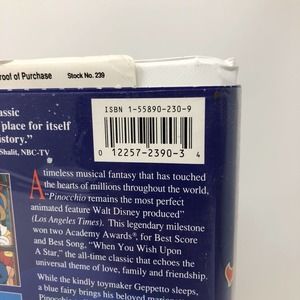 roof of Purchase Stock No. 239
assic
place for itself
istory."
Shalit, NBC-TV
ISBN 1-55890-230-9
0 12257-2390-3 4
A timeless musical fantasy that has touched
the hearts of millions throughout the world,
"Pinocchio remains the most perfect
animated feature Walt Disney produced"
(Los Angeles Times). This legendary milestone
won two Academy Awards®, for Best Score
and Best Song, "When You Wish Upon
A Star," the all-time classic that echoes the
universal theme of love, family and friendship.
While the kindly toymaker Geppetto sleeps,
a blue fairy brings his beloved marion
Pinocchio